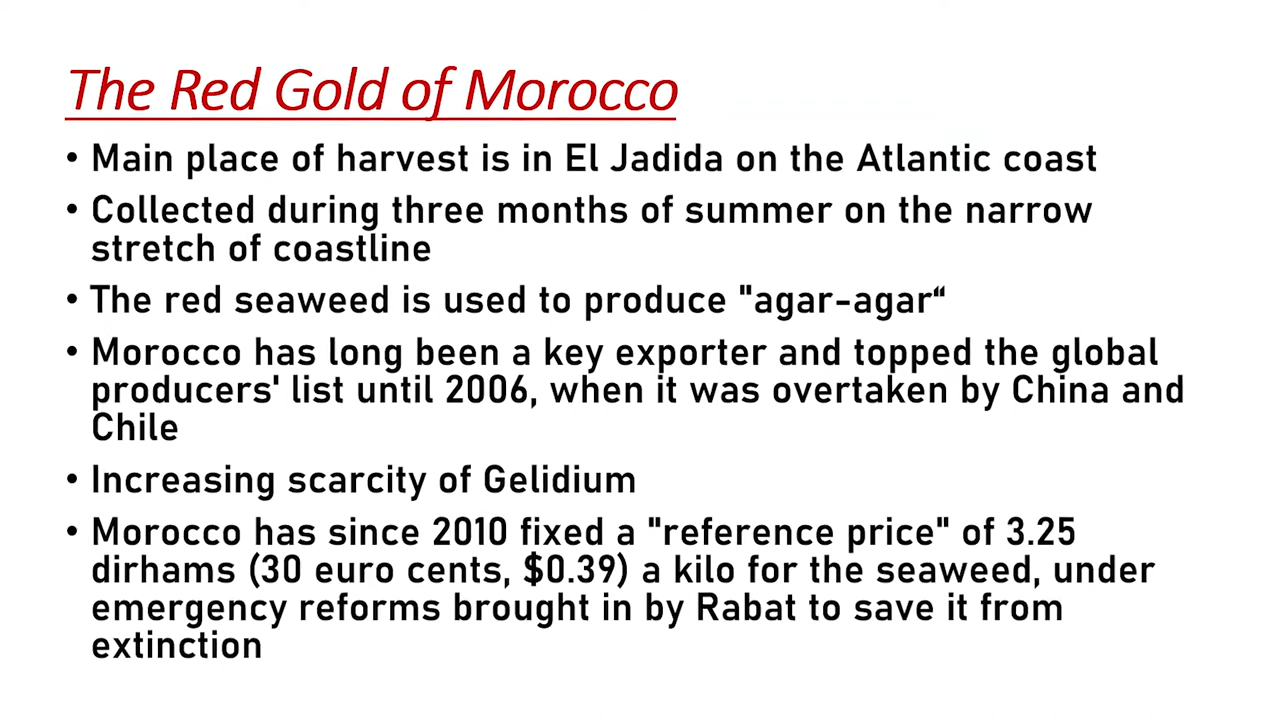 The Red Gold of Morocco
• Main place of harvest is in El Jadida on the Atlantic coast
• Collected during three months of summer on the narrow
stretch of coastline
• The red seaweed is used to produce "agar-agar“
• Morocco has long been a key exporter and topped the global
producers' list until 2006, when it was overtaken by China and
Chile
• Increasing scarcity of Gelidium
• Morocco has since 2010 fixed a "reference price" of 3.25
dirhams (30 euro cents, $0.39) a kilo for the seaweed, under
emergency reforms brought in by Rabat to save it from
extinction